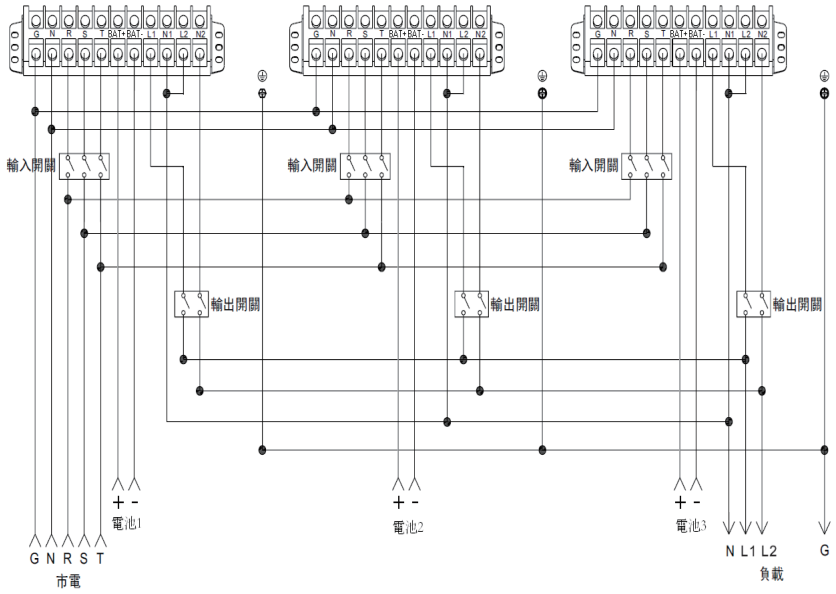 G N R S T BAT+ BAT- L1 N1 L2 N2
G N R S T BAT+ BAT- L1 N1 L2 N2
G N R S T BAT+ BAT- L1 N1 L2 N2
輸入開關
輸入開關
輸入開關
輸出開關
輸出開關
輸出開關
+ -
電池1
+ -
電池2
+ -
電池3
G N R S T
市電
N L1 L2
負載
G